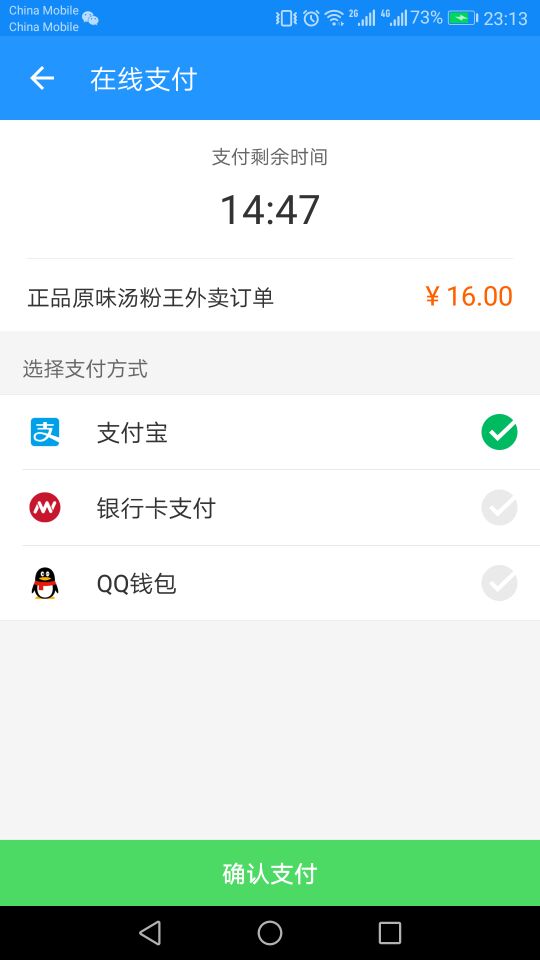 China Mobile
China Mobile
2G 4G 73% 23:13
在线支付
支付剩余时间
14:47
正品原味汤粉王外卖订单 ¥ 16.00
选择支付方式
支 支付宝
银行卡支付
QQ钱包
确认支付